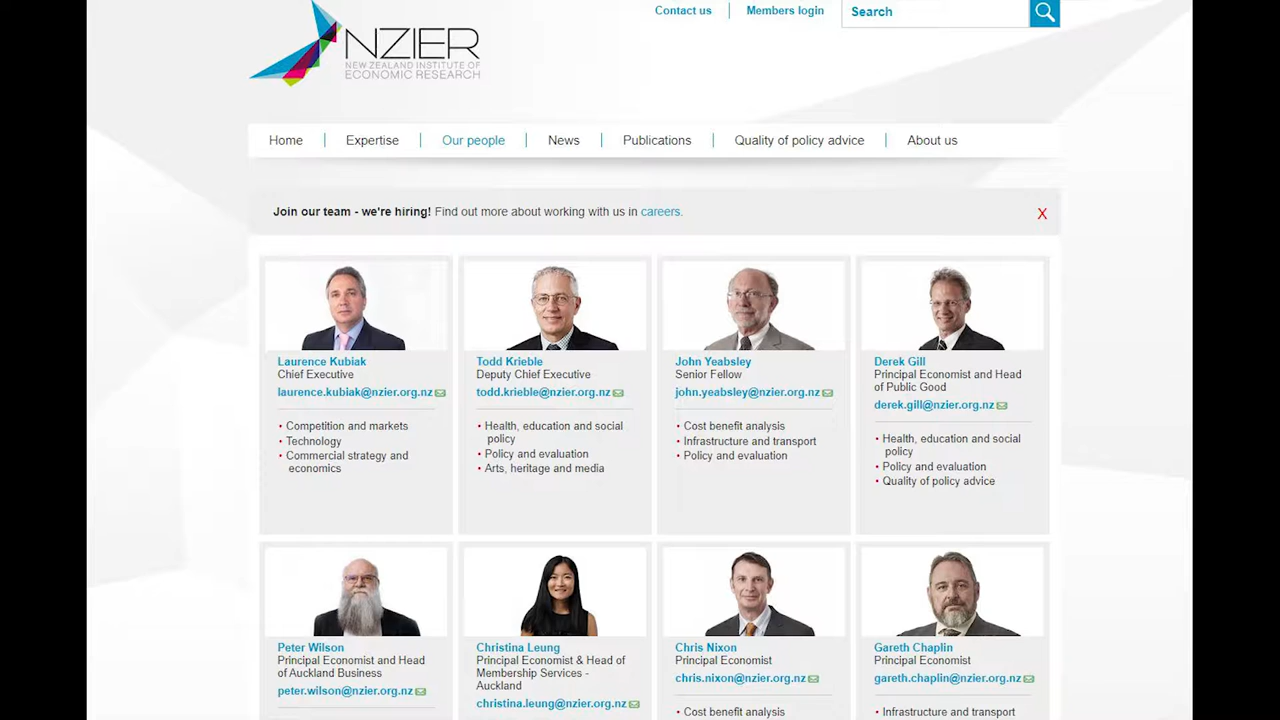 Contact us
Members login
Search
NZIER
NEW ZEALAND INSTITUTE OF
ECONOMIC RESEARCH
Home
Expertise
Our people
News
Publications
Quality of policy advice
About us
Join our team - we're hiring! Find out more about working with us in careers.
X
Laurence Kubiak
Chief Executive
laurence.kubiak@nzier.org.nz
• Competition and markets
• Technology
• Commercial strategy and
economics
Todd Krieble
Deputy Chief Executive
todd.krieble@nzier.org.nz
• Health, education and social
policy
• Policy and evaluation
• Arts, heritage and media
John Yeabsley
Senior Fellow
john.yeabsley@nzier.org.nz
• Cost benefit analysis
• Infrastructure and transport
• Policy and evaluation
Derek Gill
Principal Economist and Head
of Public Good
derek.gill@nzier.org.nz
• Health, education and social
policy
• Policy and evaluation
• Quality of policy advice
Peter Wilson
Principal Economist and Head
of Auckland Business
peter.wilson@nzier.org.nz
Christina Leung
Principal Economist & Head of
Membership Services -
Auckland
christina.leung@nzier.org.nz
Chris Nixon
Principal Economist
chris.nixon@nzier.org.nz
• Cost benefit analysis
Gareth Chaplin
Principal Economist
gareth.chaplin@nzier.org.nz
• Infrastructure and transport